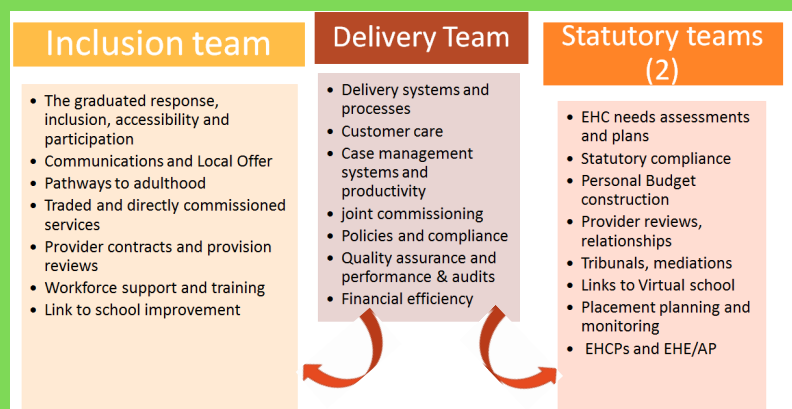 Inclusion team
• The graduated response,
inclusion, accessibility and
participation
• Communications and Local Offer
• Pathways to adulthood
• Traded and directly commissioned
services
• Provider contracts and provision
reviews
• Workforce support and training
• Link to school improvement
Delivery Team
• Delivery systems and
processes
• Customer care
• Case management
systems and
productivity
• joint commissioning
• Policies and compliance
• Quality assurance and
performance & audits
• Financial efficiency
Statutory teams
(2)
• EHC needs assessments
and plans
• Statutory compliance
• Personal Budget
construction
• Provider reviews,
relationships
• Tribunals, mediations
• Links to Virtual school
• Placement planning and
monitoring
• EHCPs and EHE/AP